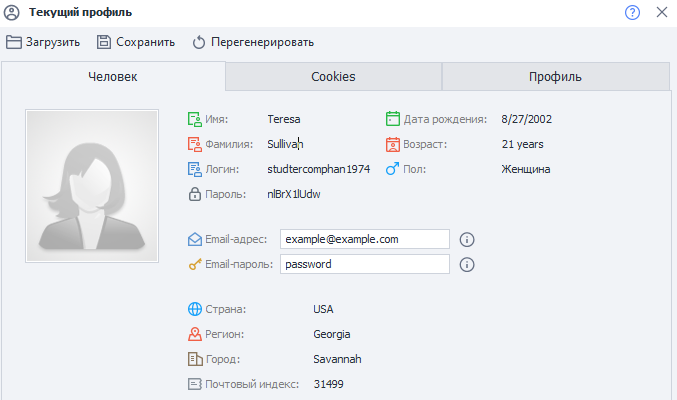 Текущий профиль
Загрузить Сохранить Перегенерировать
Человек Cookies Профиль
Имя: Teresa Дата рождения: 8/27/2002
Фамилия: Sullivan Возраст: 21 years
Логин: studtercomphan1974 Пол: Женщина
Пароль: nlBrX1lUdw
Email-адрес: example@example.com
Email-пароль: password
Страна: USA
Регион: Georgia
Город: Savannah
Почтовый индекс: 31499